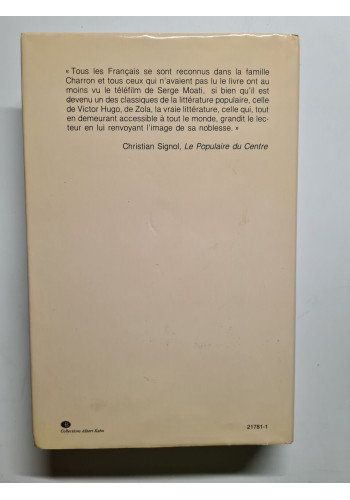 « Tous les Français se sont reconnus dans la famille
Charron et tous ceux qui n'avaient pas lu le livre ont au
moins vu le téléfilm de Serge Moati, si bien qu'il est
devenu un des classiques de la littérature populaire, celle
de Victor Hugo, de Zola, la vraie littérature, celle qui, tout
en demeurant accessible à tout le monde, grandit le lec-
teur en lui renvoyant l'image de sa noblesse. »
Christian Signol, Le Populaire du Centre
Collections Albert Kahn
21781-1